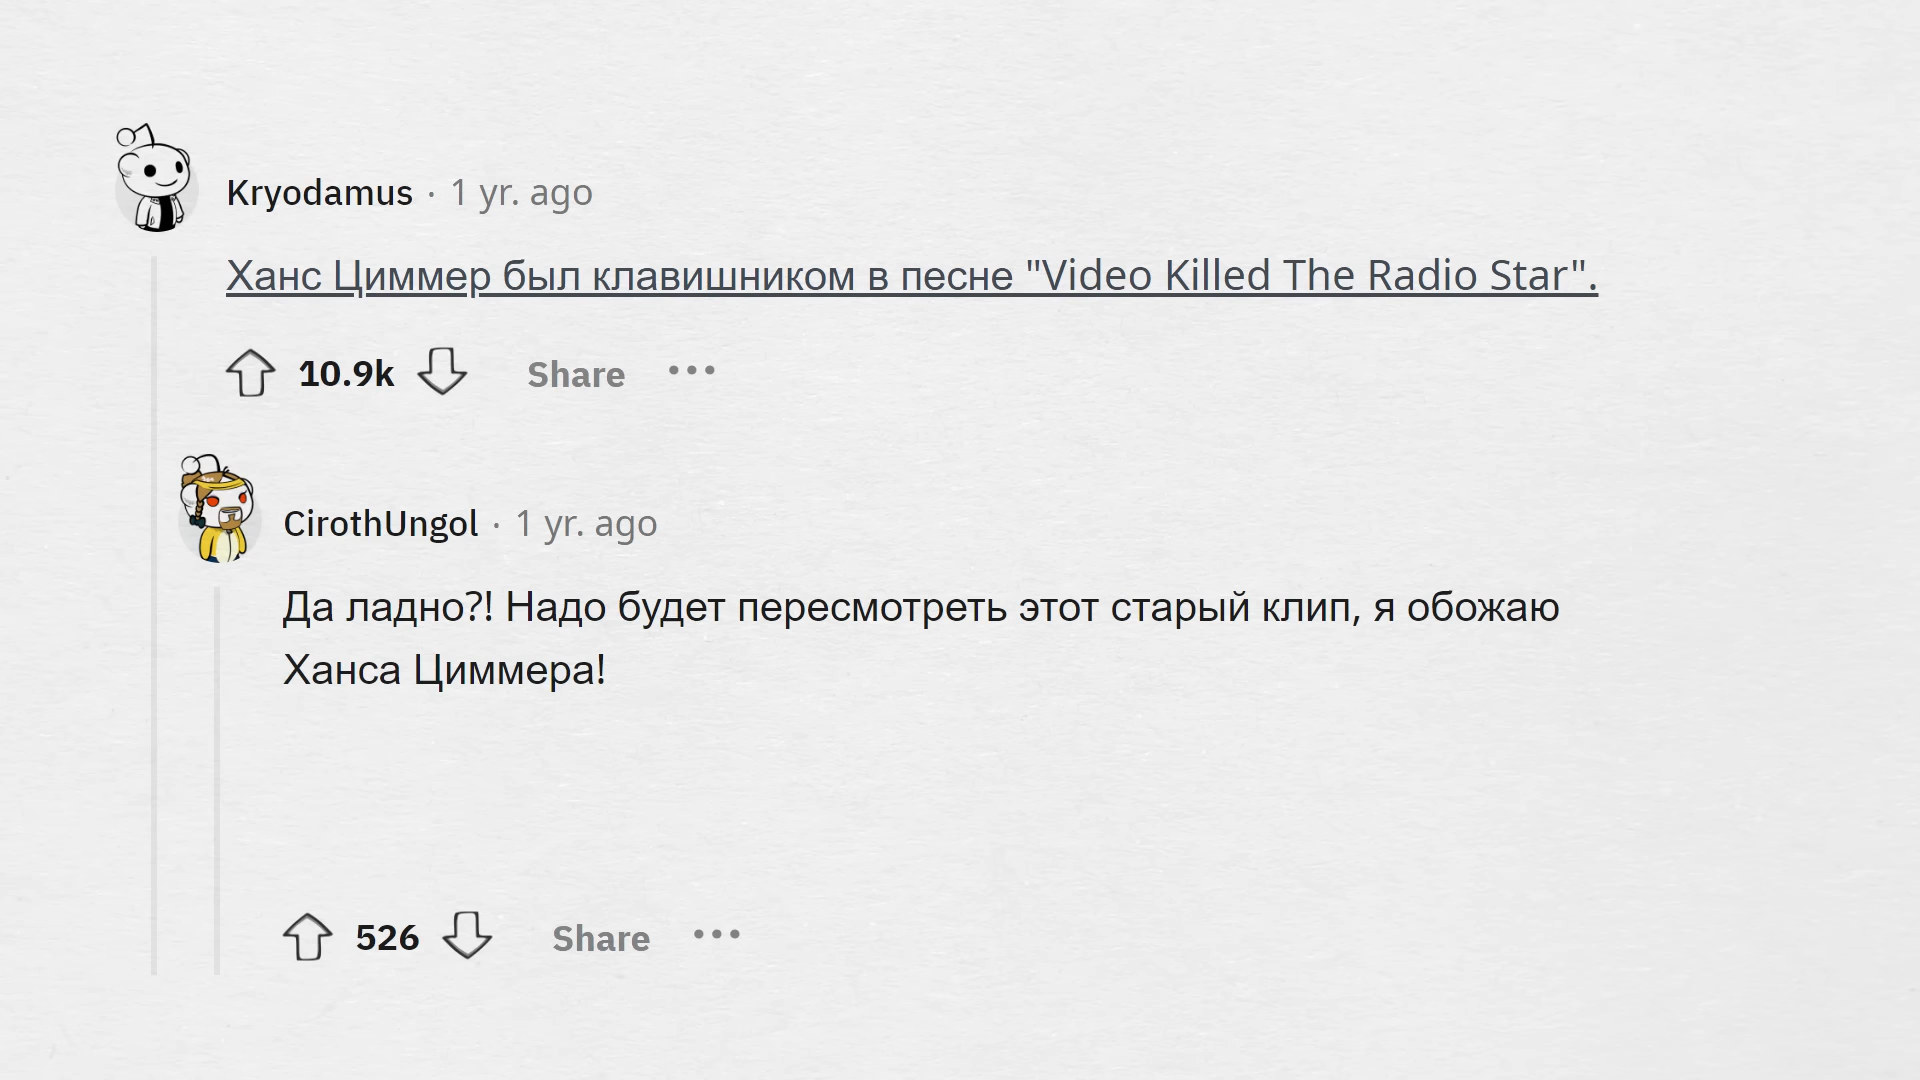 Kryodamus · 1 yr. ago
Ханс Циммер был клавишником в песне "Video Killed The Radio Star".
10.9k Share ...
CirothUngol · 1 yr. ago
Да ладно?! Надо будет пересмотреть этот старый клип, я обожаю
Ханса Циммера!
526 Share ...